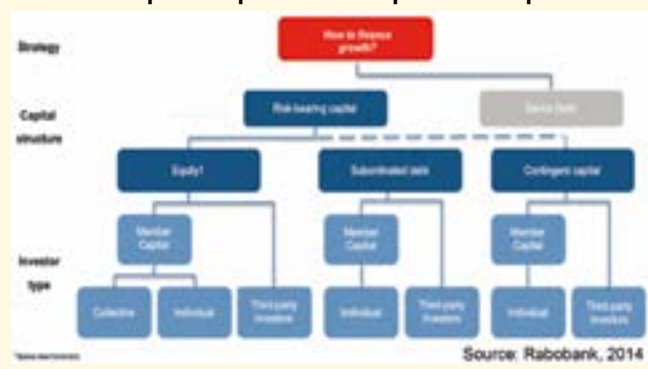 Strategy
How to finance
growth?
Capital
structure
Risk-bearing capital
Equity1
Subordinated debt
Contingent capital
Investor
type
Member
Capital
Member
Capital
Member
Capital
Collective
Individual
Third-party
investors
Individual
Third-party
investors
Individual
Third-party
investors
Source: Rabobank, 2014